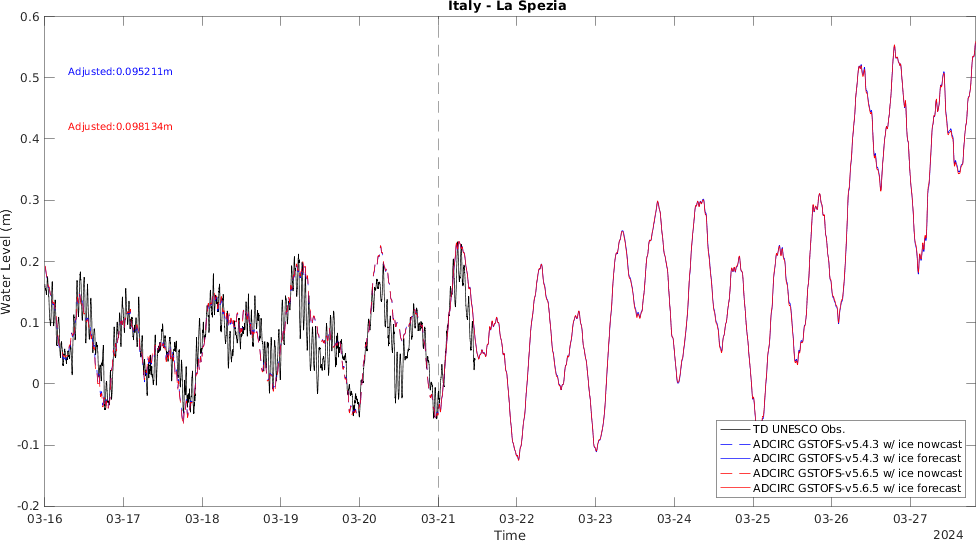 Italy - La Spezia
0.6
0.5
0.4
0.3
0.2
0.1
0
-0.1
-0.2
Water Level (m)
Adjusted:0.095211m
Adjusted:0.098134m
TD UNESCO Obs.
ADCIRC GSTOFS-v5.4.3 w/ ice nowcast
ADCIRC GSTOFS-v5.4.3 w/ ice forecast
ADCIRC GSTOFS-v5.6.5 w/ ice nowcast
ADCIRC GSTOFS-v5.6.5 w/ ice forecast
03-16 03-17 03-18 03-19 03-20 03-21 03-22 03-23 03-24 03-25 03-26 03-27
Time
2024